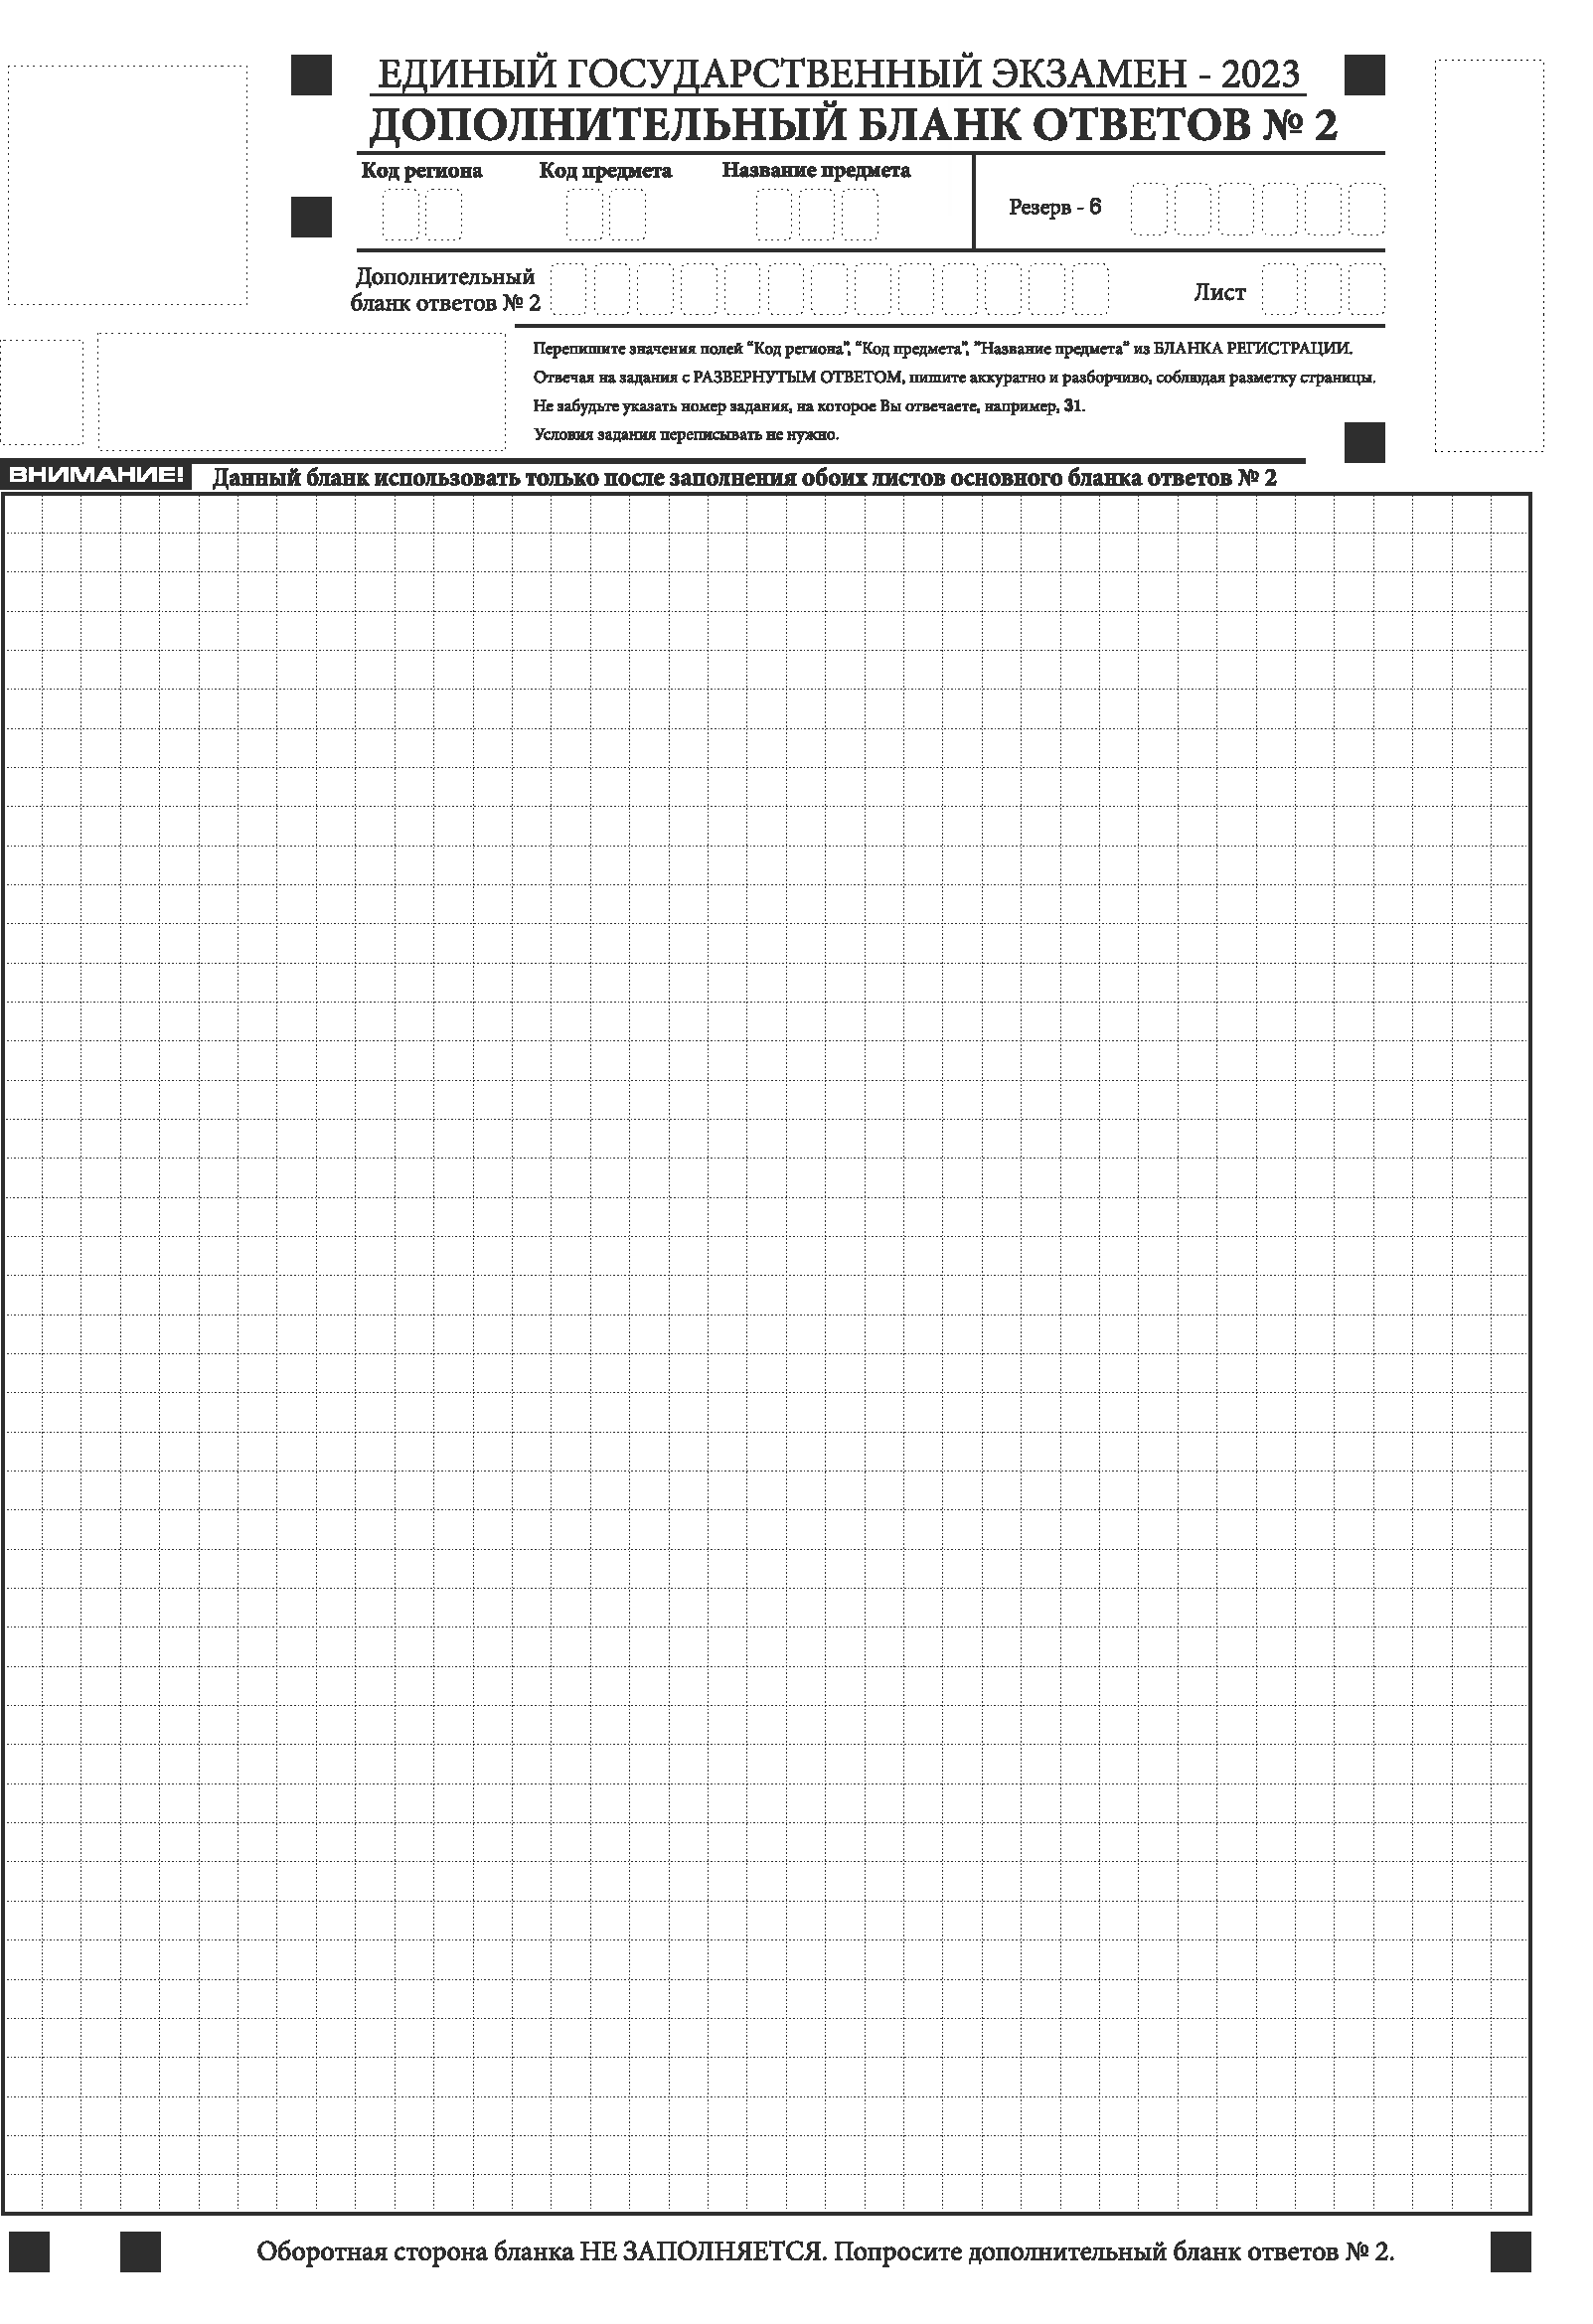 ЕДИНЫЙ ГОСУДАРСТВЕННЫЙ ЭКЗАМЕН - 2023
ДОПОЛНИТЕЛЬНЫЙ БЛАНК ОТВЕТОВ № 2
Код региона Код предмета Название предмета
Резерв - 6
Дополнительный
бланк ответов № 2
Лист
Перепишите значения полей “Код региона”, “Код предмета”, ”Название предмета” из БЛАНКА РЕГИСТРАЦИИ.
Отвечая на задания с РАЗВЕРНУТЫМ ОТВЕТОМ, пишите аккуратно и разборчиво, соблюдая разметку страницы.
Не забудьте указать номер задания, на которое Вы отвечаете, например, 31.
Условия задания переписывать не нужно.
ВНИМАНИЕ! Данный бланк использовать только после заполнения обоих листов основного бланка ответов № 2
Оборотная сторона бланка НЕ ЗАПОЛНЯЕТСЯ. Попросите дополнительный бланк ответов № 2.